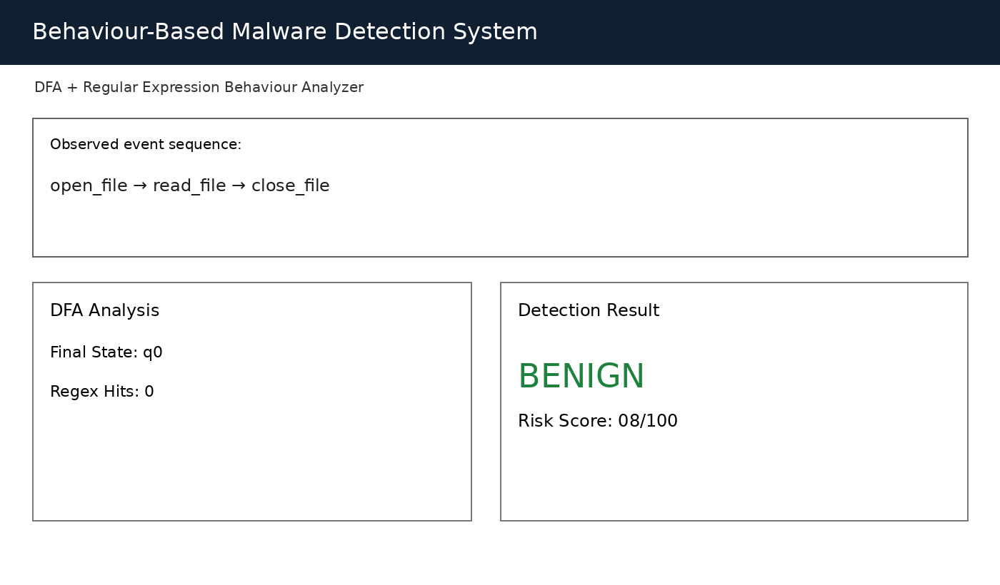 Behaviour-Based Malware Detection System
DFA + Regular Expression Behaviour Analyzer
Observed event sequence:
open_file → read_file → close_file
DFA Analysis
Final State: q0
Regex Hits: 0
Detection Result
BENIGN
Risk Score: 08/100